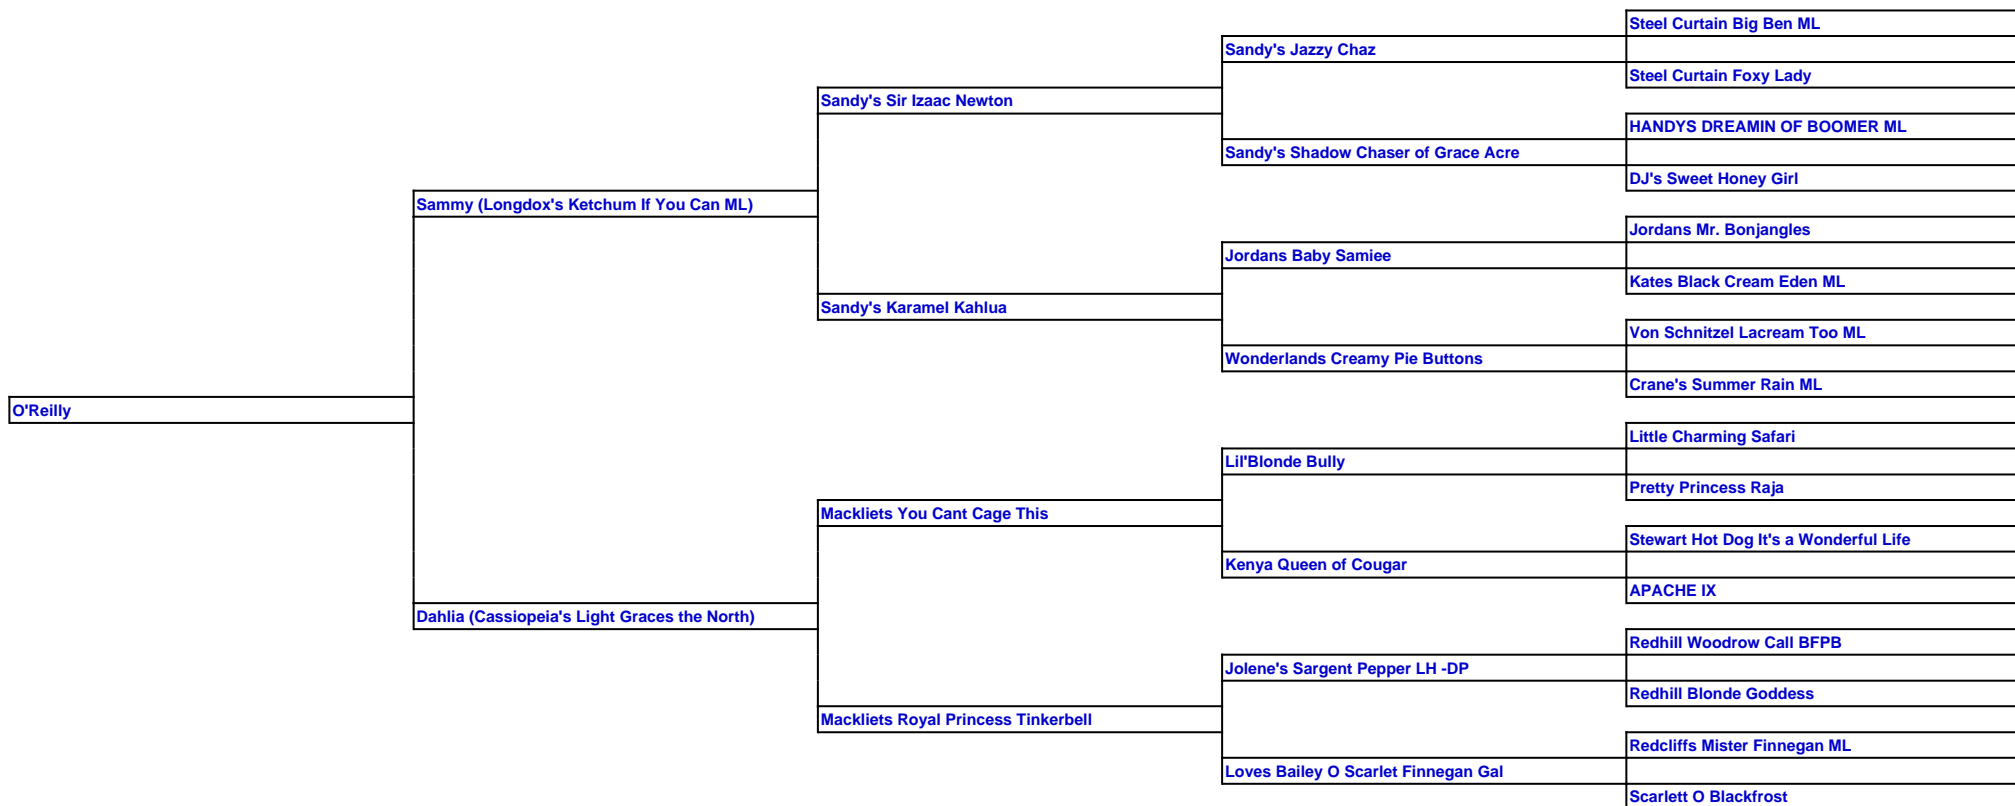 Steel Curtain Big Ben ML
Sandy's Jazzy Chaz
Steel Curtain Foxy Lady
Sandy's Sir Izaac Newton
HANDYS DREAMIN OF BOOMER ML
Sandy's Shadow Chaser of Grace Acre
DJ's Sweet Honey Girl
Sammy (Longdox's Ketchum If You Can ML)
Jordans Mr. Bonjangles
Jordans Baby Samiee
Kates Black Cream Eden ML
Sandy's Karamel Kahlua
Von Schnitzel Lacream Too ML
Wonderlands Creamy Pie Buttons
Crane's Summer Rain ML
O'Reilly
Little Charming Safari
Lil'Blonde Bully
Pretty Princess Raja
Mackliets You Cant Cage This
Stewart Hot Dog It's a Wonderful Life
Kenya Queen of Cougar
APACHE IX
Dahlia (Cassiopeia's Light Graces the North)
Redhill Woodrow Call BFPB
Jolene's Sargent Pepper LH -DP
Redhill Blonde Goddess
Mackliets Royal Princess Tinkerbell
Redcliffs Mister Finnegan ML
Loves Bailey O Scarlet Finnegan Gal
Scarlett O Blackfrost